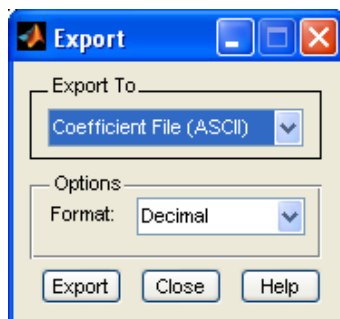 Export
Export To
Coefficient File (ASCII)
Options
Format: Decimal
Export Close Help